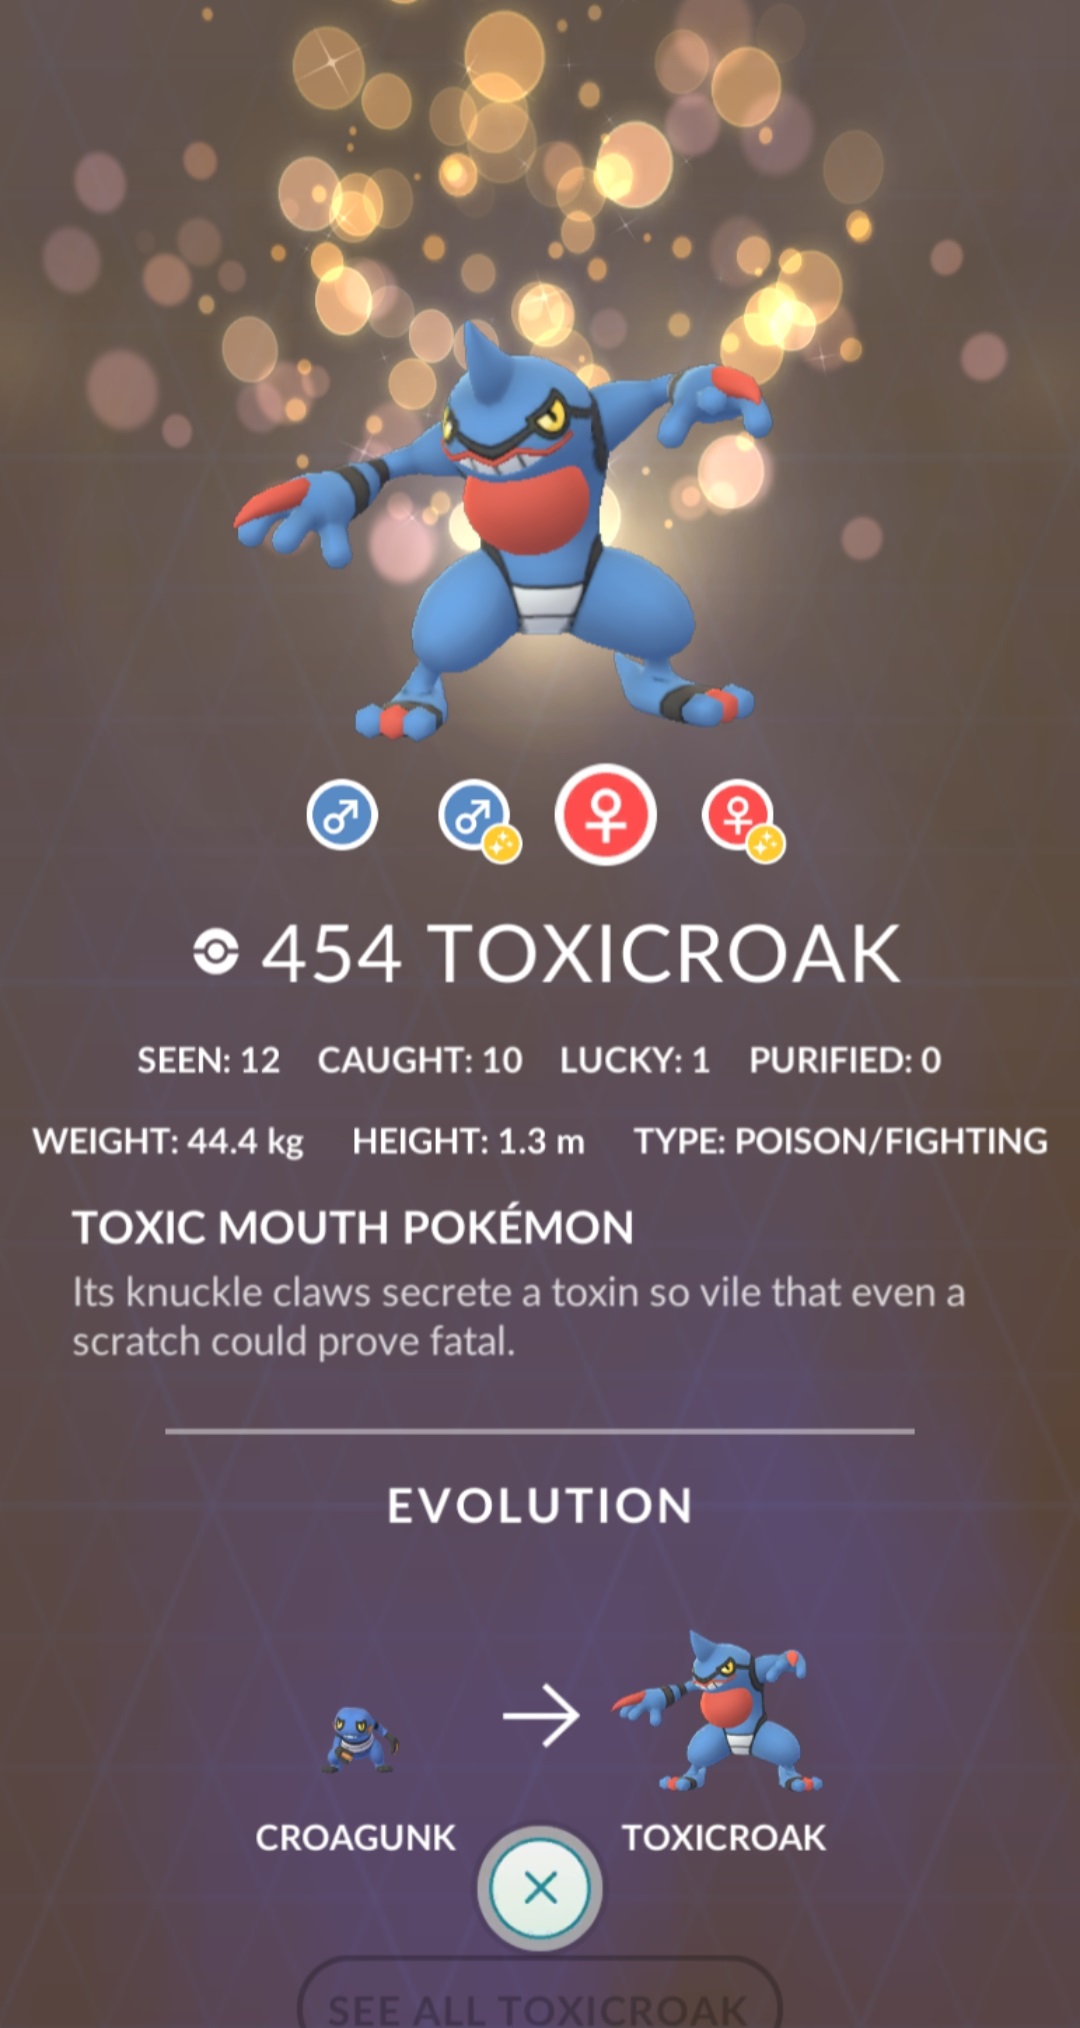 454 TOXICROAK
SEEN: 12 CAUGHT: 10 LUCKY: 1 PURIFIED: 0
WEIGHT: 44.4 kg HEIGHT: 1.3 m TYPE: POISON/FIGHTING
TOXIC MOUTH POKÉMON
Its knuckle claws secrete a toxin so vile that even a
scratch could prove fatal.
EVOLUTION
CROAGUNK TOXICROAK
SEE ALL TOXICROAK